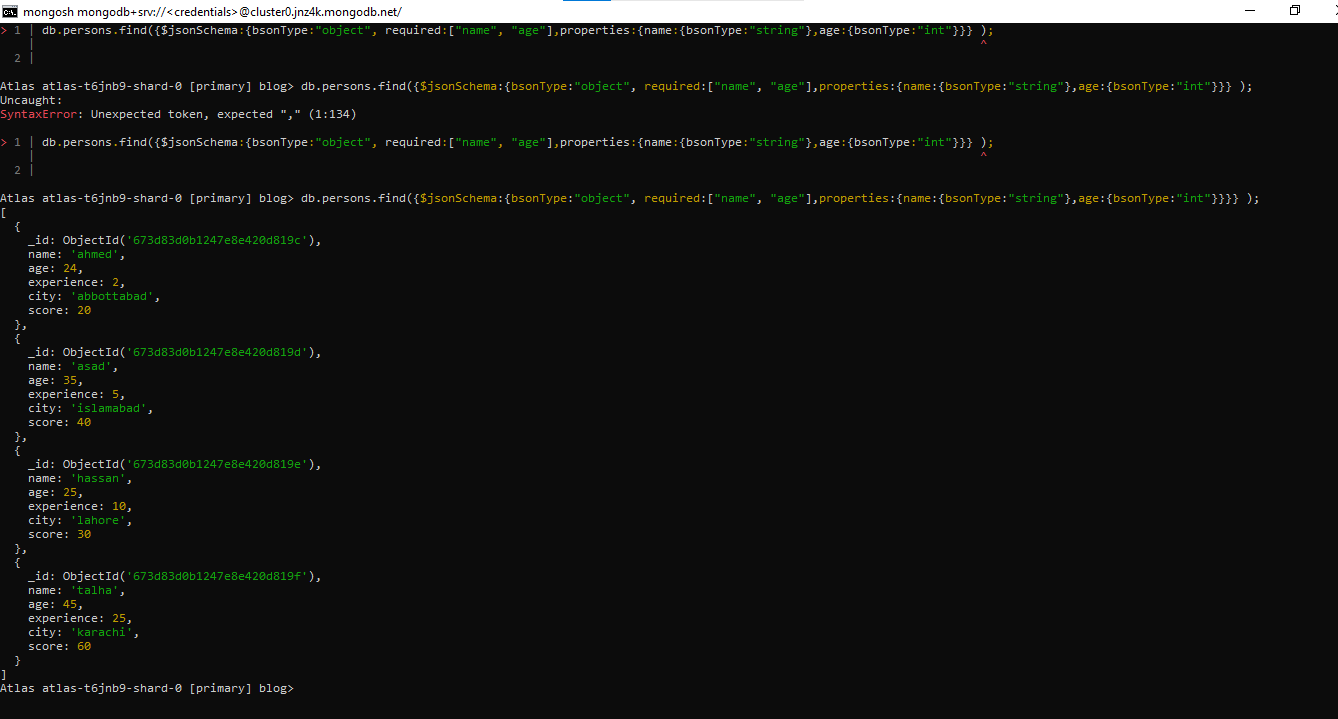 mongosh mongodb+srv://<credentials>@cluster0.jnz4k.mongodb.net/
> 1 | db.persons.find({$jsonSchema:{bsonType:"object", required:["name", "age"],properties:{name:{bsonType:"string"},age:{bsonType:"int"}}} );
| ^
2 |
Atlas atlas-t6jnb9-shard-0 [primary] blog> db.persons.find({$jsonSchema:{bsonType:"object", required:["name", "age"],properties:{name:{bsonType:"string"},age:{bsonType:"int"}}} );
Uncaught:
SyntaxError: Unexpected token, expected "," (1:134)
> 1 | db.persons.find({$jsonSchema:{bsonType:"object", required:["name", "age"],properties:{name:{bsonType:"string"},age:{bsonType:"int"}}} );
| ^
2 |
Atlas atlas-t6jnb9-shard-0 [primary] blog> db.persons.find({$jsonSchema:{bsonType:"object", required:["name", "age"],properties:{name:{bsonType:"string"},age:{bsonType:"int"}}}} );
[
{
_id: ObjectId('673d83d0b1247e8e420d819c'),
name: 'ahmed',
age: 24,
experience: 2,
city: 'abbottabad',
score: 20
},
{
_id: ObjectId('673d83d0b1247e8e420d819d'),
name: 'asad',
age: 35,
experience: 5,
city: 'islamabad',
score: 40
},
{
_id: ObjectId('673d83d0b1247e8e420d819e'),
name: 'hassan',
age: 25,
experience: 10,
city: 'lahore',
score: 30
},
{
_id: ObjectId('673d83d0b1247e8e420d819f'),
name: 'talha',
age: 45,
experience: 25,
city: 'karachi',
score: 60
}
]
Atlas atlas-t6jnb9-shard-0 [primary] blog>